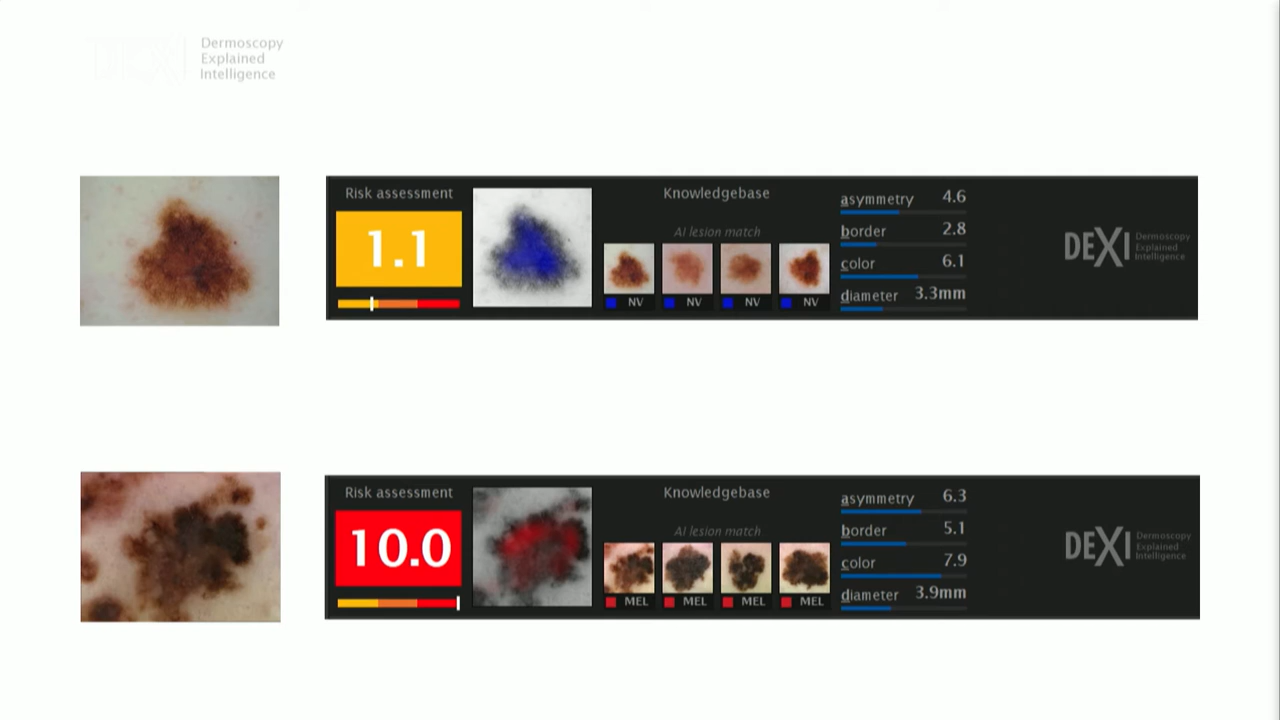 DEXI
Dermoscopy
Explained
Intelligence
Risk assessment
1.1
Knowledgebase
AI lesion match
NV NV NV NV
asymmetry 4.6
border 2.8
color 6.1
diameter 3.3mm
DEXI
Dermoscopy
Explained
Intelligence
Risk assessment
10.0
Knowledgebase
AI lesion match
MEL MEL MEL MEL
asymmetry 6.3
border 5.1
color 7.9
diameter 3.9mm
DEXI
Dermoscopy
Explained
Intelligence